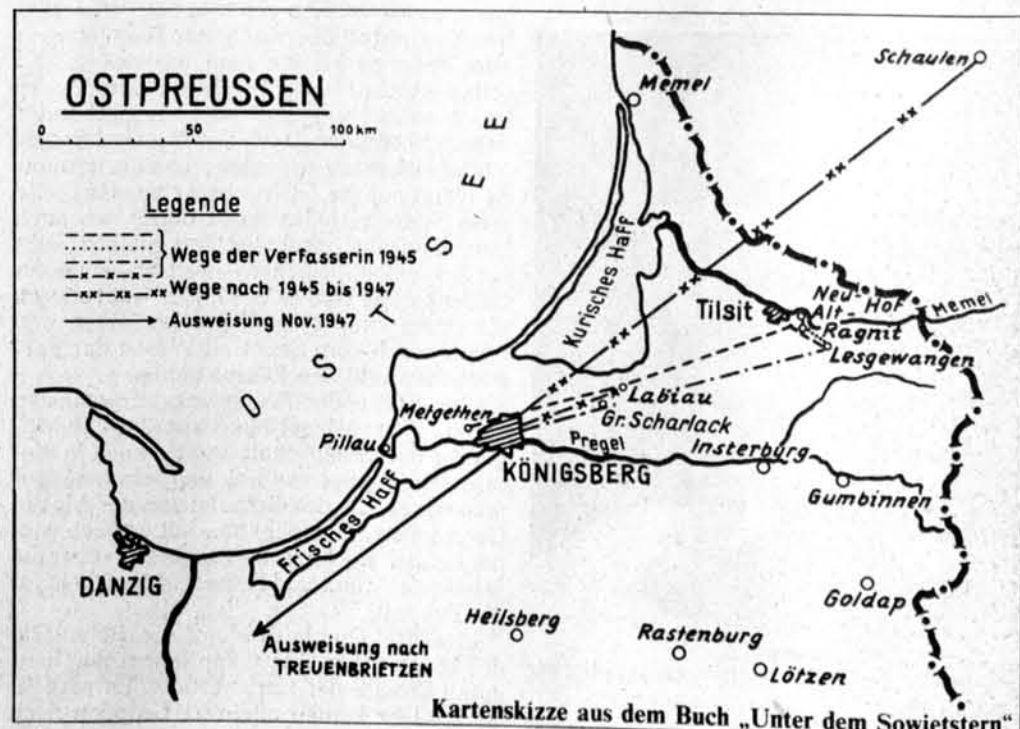 OSTPREUSSEN
0 50 100 km
Legende
Wege der Verfasserin 1945
Wege nach 1945 bis 1947
Ausweisung Nov. 1947
OSTSEE
Memel
Schaulen
Kurisches Haff
Tilsit
Neu-Hof
Alt-
Memel
Ragnit
Lesgewangen
Labiau
Gr. Scharlack
Metgethen
Pillau
Pregel
Insterburg
KÖNIGSBERG
Gumbinnen
Frisches Haff
DANZIG
Goldap
Heilsberg
Rastenburg
Lötzen
Ausweisung nach
TREUENBRIETZEN
Kartenskizze aus dem Buch „Unter dem Sowjetstern“